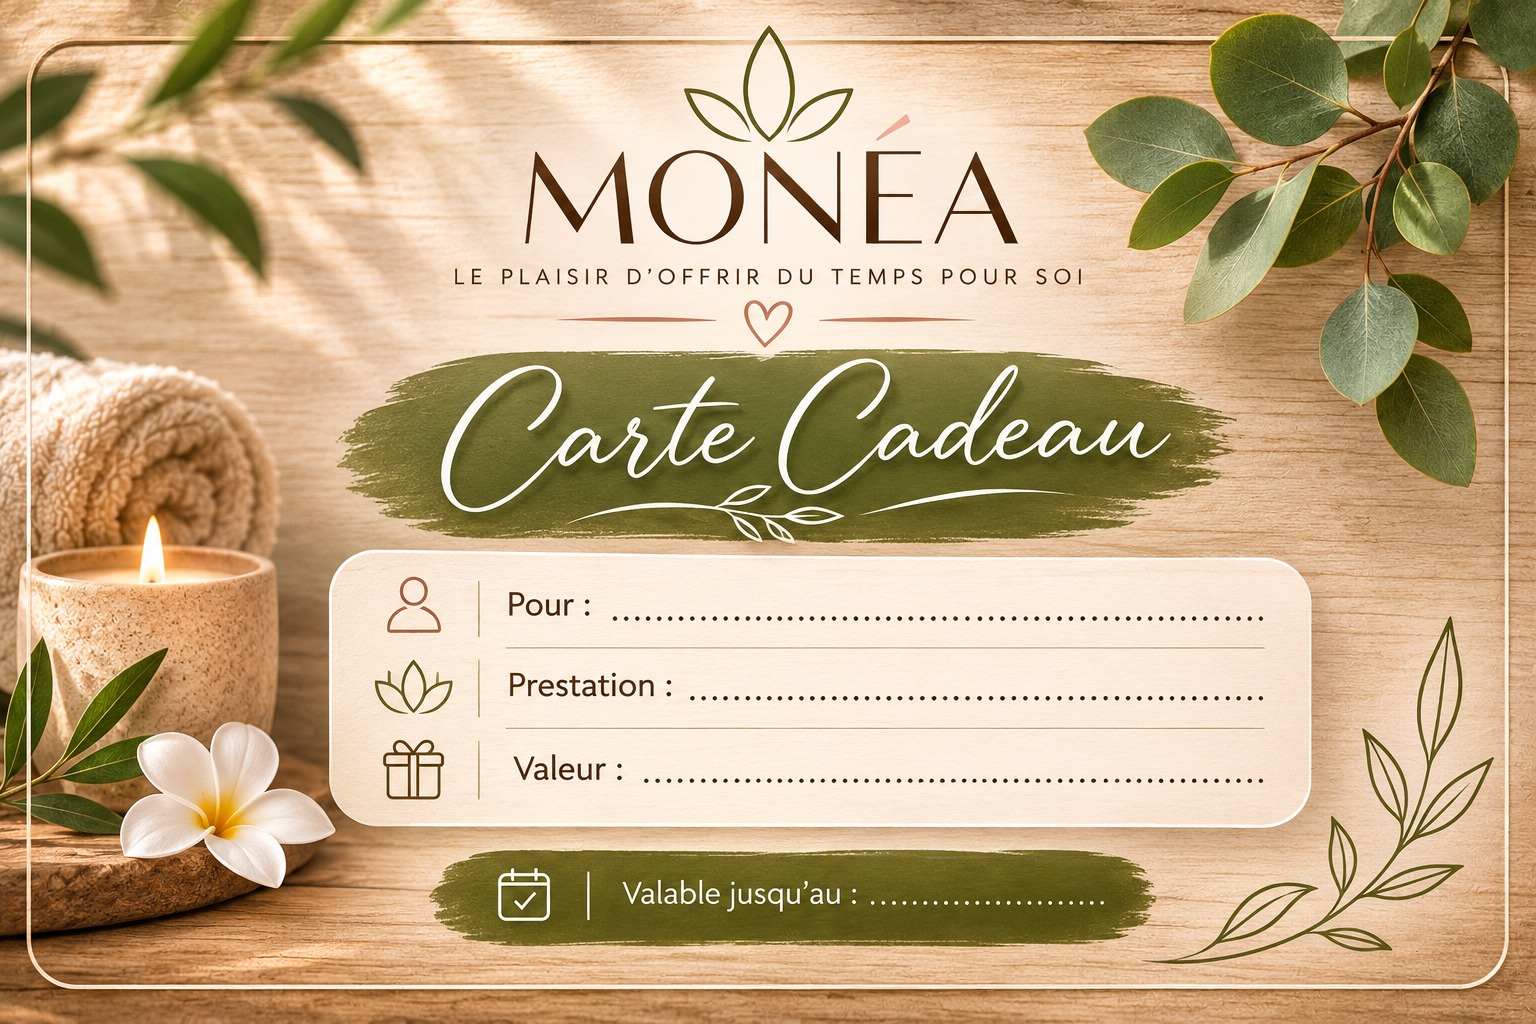 MONÉA
LE PLAISIR D’OFFRIR DU TEMPS POUR SOI
Carte Cadeau
Pour : ........................................................................
Prestation : ...............................................................
Valeur : ....................................................................
Valable jusqu’au : ..........................